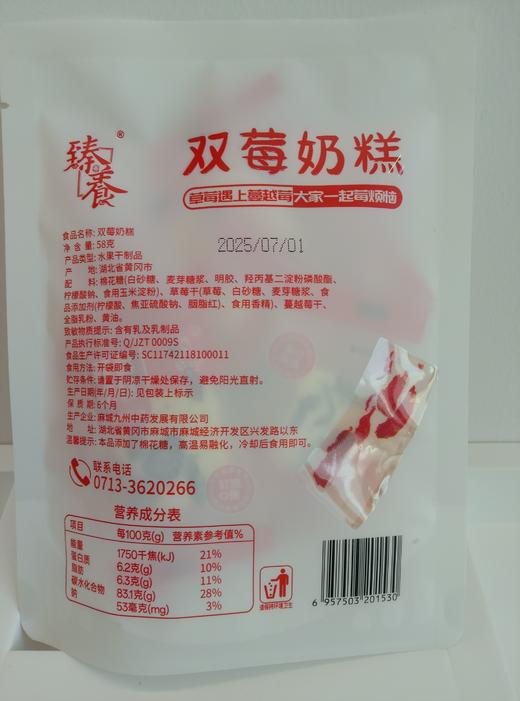 臻养®
双莓奶糕
草莓遇上蔓越莓大家一起莓烦恼
2025/07/01
食品名称: 双莓奶糕
净 含 量: 58克
产品类型: 水果干制品
产 地: 湖北省黄冈市
配 料: 棉花糖(白砂糖、麦芽糖浆、明胶、羟丙基二淀粉磷酸酯、
柠檬酸钠、食用玉米淀粉)、草莓干(草莓、白砂糖、麦芽糖浆、食
品添加剂(柠檬酸、焦亚硫酸钠、胭脂红)、食用香精)、蔓越莓干、
全脂乳粉、黄油。
致敏物质提示: 含有乳及乳制品
产品执行标准号: Q/JZT 0009S
食品生产许可证编号: SC11742118100011
食用方法: 开袋即食
贮存条件: 请置于阴凉干燥处保存，避免阳光直射。
生产日期(年/月/日): 见包装上标示
保 质 期: 6个月
生产企业: 麻城九州中药发展有限公司
地 址: 湖北省黄冈市麻城市麻城经济开发区兴发路以东
温馨提示: 本品添加了棉花糖，高温易融化，冷却后食用即可。
联系电话
0713-3620266
营养成分表
项目 每100克(g) 营养素参考值%
能量 1750千焦(kJ) 21%
蛋白质 6.2克(g) 10%
脂肪 6.3克(g) 11%
碳水化合物 83.1克(g) 28%
钠 53毫克(mg) 3%
请保持环境卫生
6 957503 201530